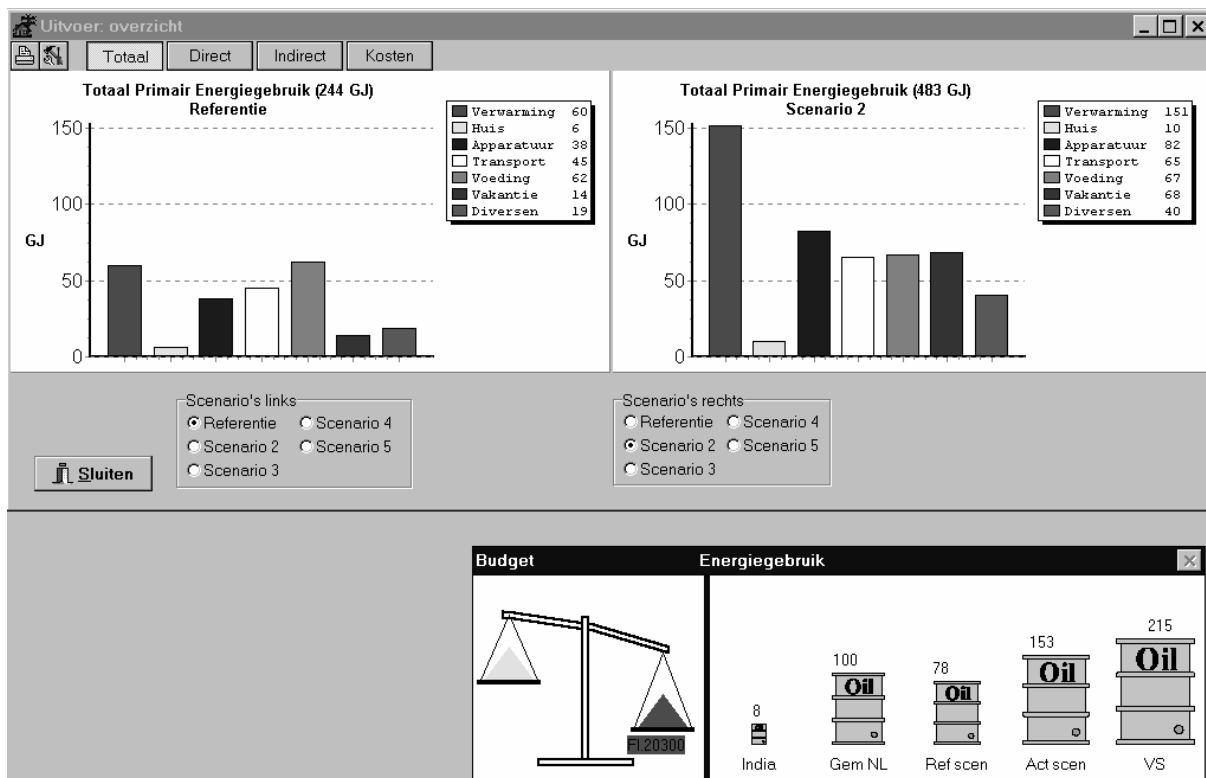 Uitvoer: overzicht
Totaal Direct Indirect Kosten
Totaal Primair Energiegebruik (244 GJ)
Referentie
150
100
GJ
50
0
Verwarming 60
Huis 6
Apparatuur 38
Transport 45
Voeding 62
Vakantie 14
Diversen 19
Totaal Primair Energiegebruik (483 GJ)
Scenario 2
150
100
GJ
50
0
Verwarming 151
Huis 10
Apparatuur 82
Transport 65
Voeding 67
Vakantie 68
Diversen 40
Scenario's links
Referentie Scenario 4
Scenario 2 Scenario 5
Scenario 3
Scenario's rechts
Referentie Scenario 4
Scenario 2 Scenario 5
Scenario 3
Sluiten
Budget Energiegebruik
Fl.20300
8
India
100
Oil
Gem NL
78
Oil
Ref scen
153
Oil
Act scen
215
Oil
VS